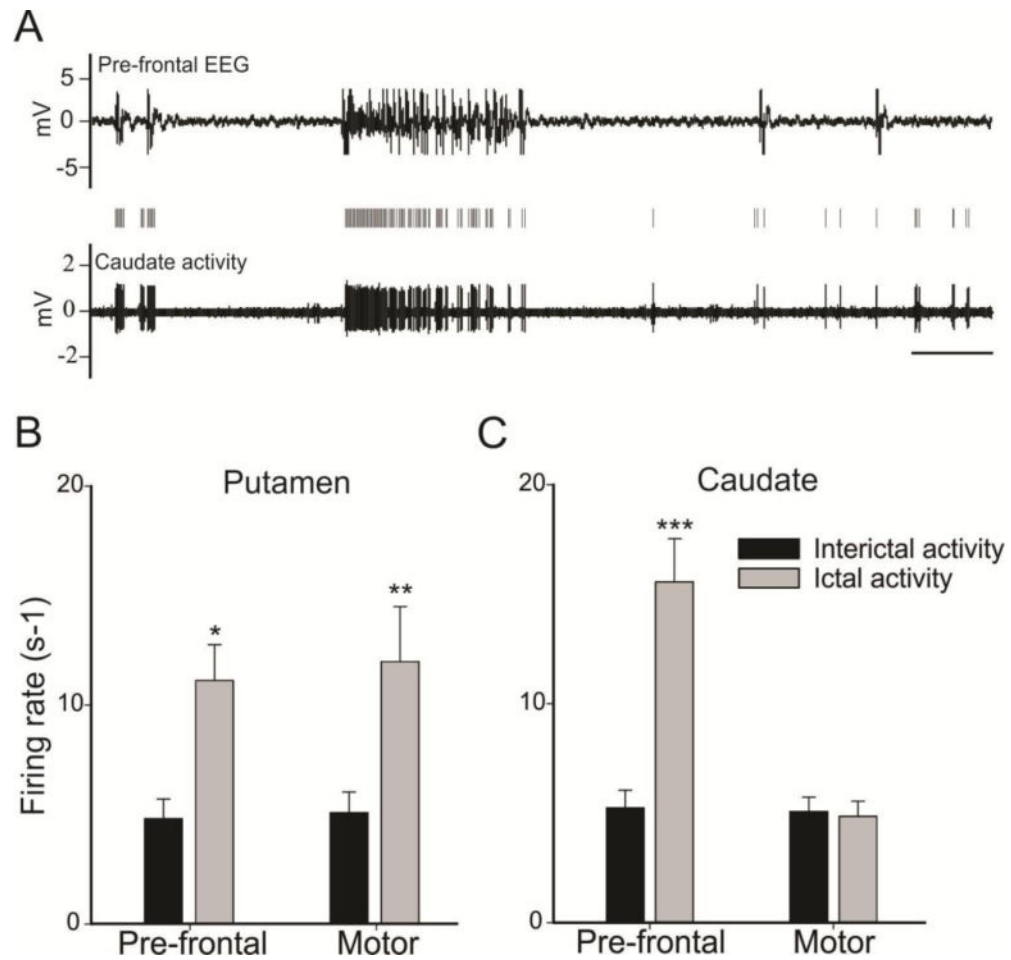 A
Pre-frontal EEG
5
0
-5
mV
Caudate activity
2
0
-2
mV
B
C
Putamen
Caudate
20
10
0
Firing rate (s-1)
*
**
Pre-frontal
Motor
20
10
0
***
Interictal activity
Ictal activity
Pre-frontal
Motor